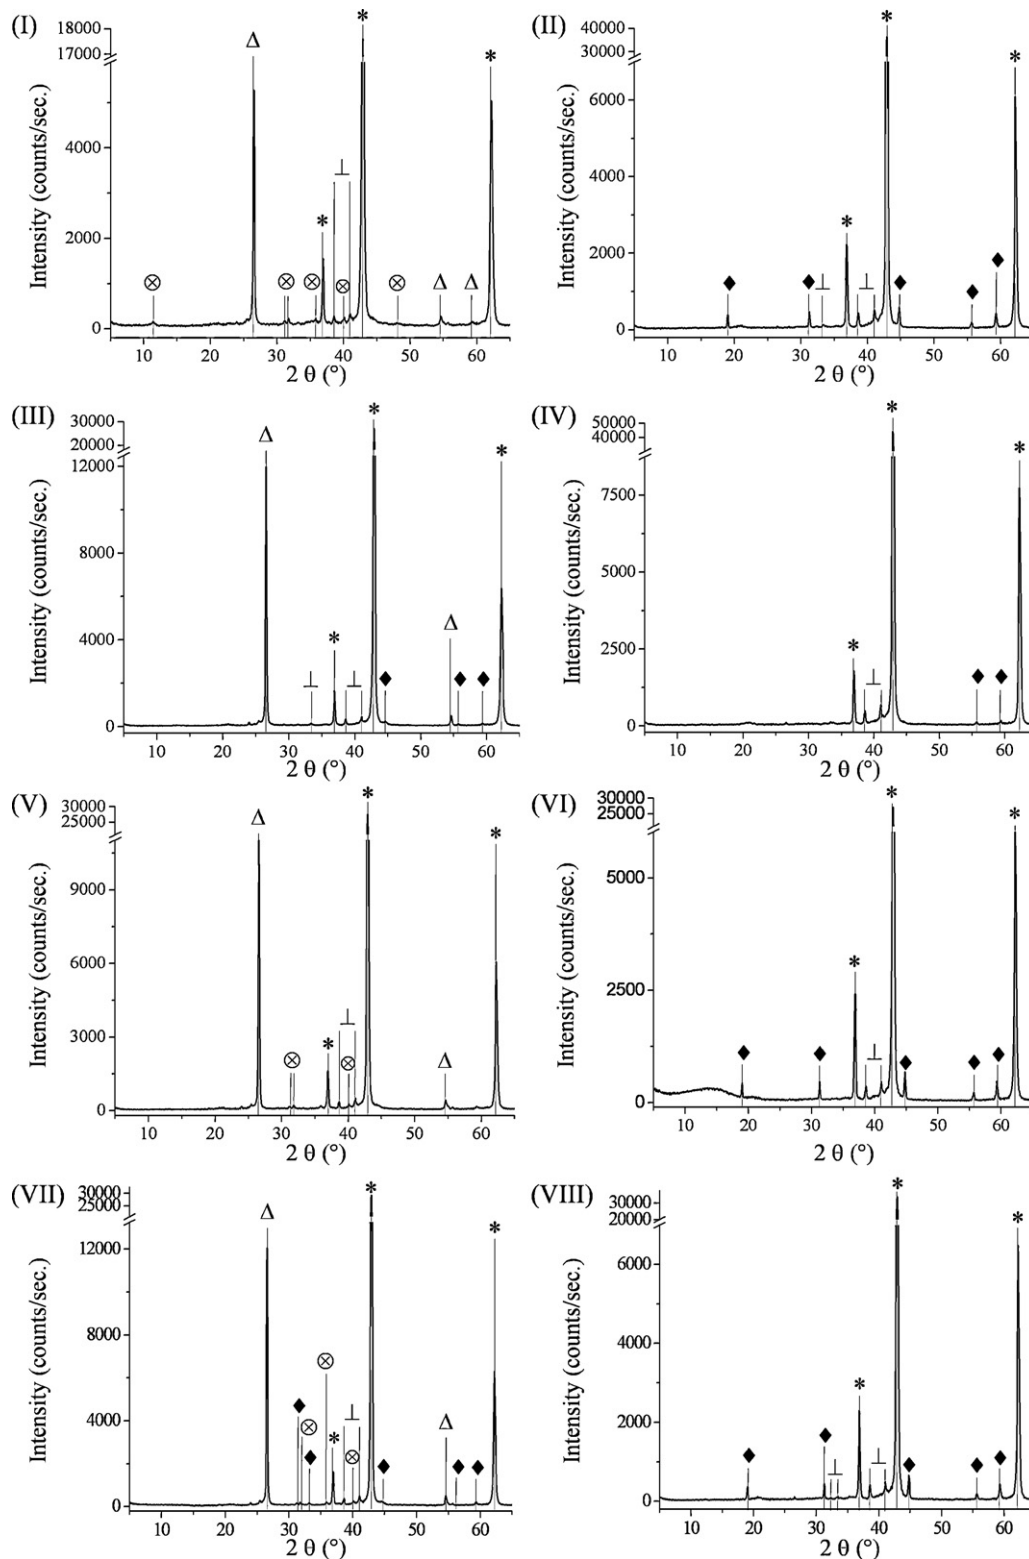 (I)
Intensity (counts/sec.)
18000
17000
4000
2000
0
Δ
*
*
*
⊥
⊗ ⊗ ⊗ ⊗ ⊗ Δ Δ
10 20 30 40 50 60
2 θ (°)
(II)
Intensity (counts/sec.)
40000
30000
6000
4000
2000
0
*
*
*
◆ ◆ ⊥ ⊥ ◆ ◆ ◆
10 20 30 40 50 60
2 θ (°)
(III)
Intensity (counts/sec.)
30000
20000
12000
8000
4000
0
Δ
*
*
*
Δ
⊥ ⊥ ◆ ◆ ◆
10 20 30 40 50 60
2 θ (°)
(IV)
Intensity (counts/sec.)
50000
40000
7500
5000
2500
0
*
*
*
⊥ ◆ ◆
10 20 30 40 50 60
2 θ (°)
(V)
Intensity (counts/sec.)
30000
25000
9000
6000
3000
0
Δ
*
*
⊥
⊗ * ⊗ Δ
10 20 30 40 50 60
2 θ (°)
(VI)
Intensity (counts/sec.)
30000
25000
5000
2500
0
*
*
*
◆ ◆ ⊥ ◆ ◆ ◆
10 20 30 40 50 60
2 θ (°)
(VII)
Intensity (counts/sec.)
30000
25000
12000
8000
4000
0
Δ
*
*
⊗
◆ ⊗ ◆ * ⊥ ⊗ ◆ Δ ◆ ◆
10 20 30 40 50 60
2 θ (°)
(VIII)
Intensity (counts/sec.)
30000
20000
6000
4000
2000
0
*
*
*
◆ ◆ ⊥ ⊥ ◆ ◆ ◆
10 20 30 40 50 60
2 θ (°)